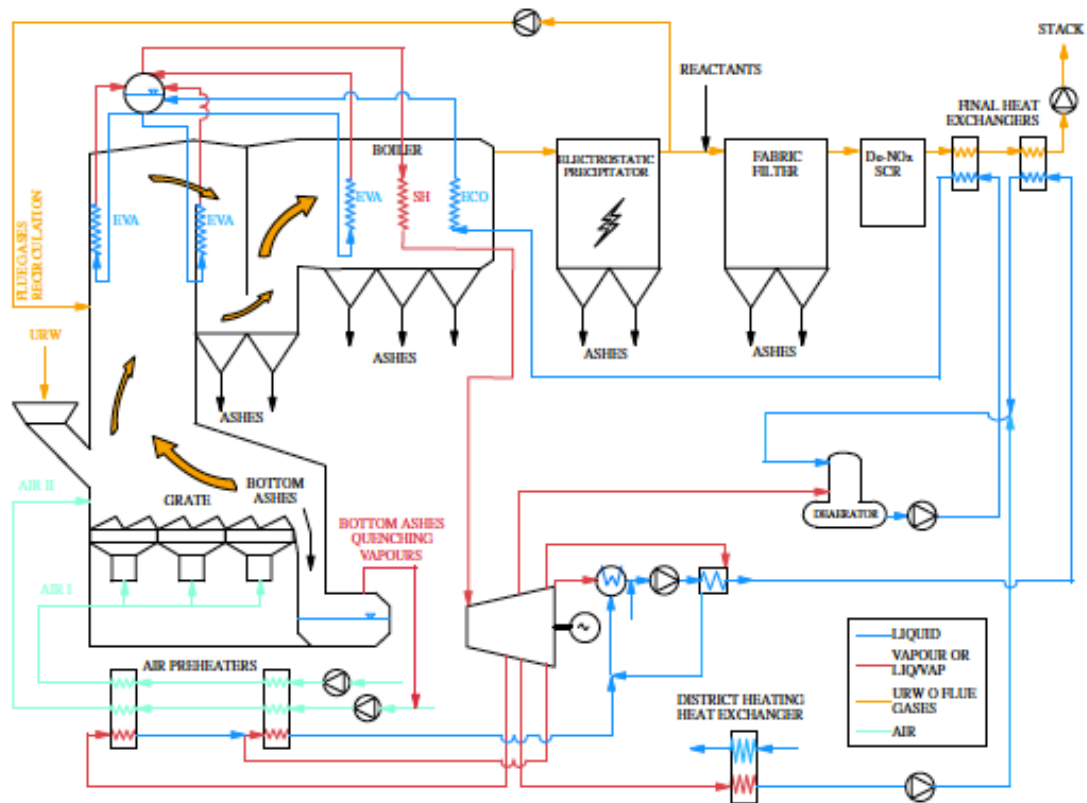 STACK
REACTANTS
FINAL HEAT
EXCHANGERS
BOILER
ELECTROSTATIC
PRECIPITATOR
FABRIC
FILTER
De-NOx
SCR
EVA
EVA
EVA
SH
ECO
FLUE GASES
RECIRCULATION
URW
ASHES
ASHES
ASHES
ASHES
AIR II
GRATE
BOTTOM
ASHES
BOTTOM ASHES
QUENCHING
VAPOURS
DEAERATOR
AIR I
AIR PREHEATERS
DISTRICT HEATING
HEAT EXCHANGER
LIQUID
VAPOUR OR
LIQ/VAP
URW O FLUE
GASES
AIR